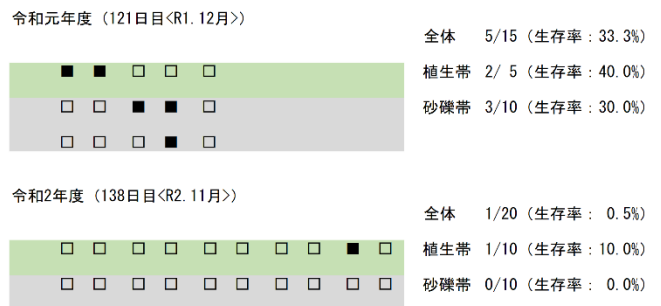 令和元年度（121日目<R1.12月>）
全体　5/15（生存率：33.3%）
植生帯　2/ 5（生存率：40.0%）
砂礫帯　3/10（生存率：30.0%）
令和2年度（138日目<R2.11月>）
全体　1/20（生存率： 0.5%）
植生帯　1/10（生存率：10.0%）
砂礫帯　0/10（生存率： 0.0%）